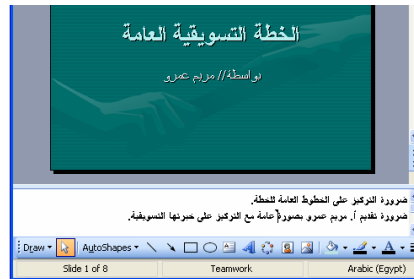 الخطة التسويقية العامة
بواسطة// مريم عمرو
ضرورة التركيز على الخطوط العامة للخطة.
ضرورة تقديم أ. مريم عمرو بصورة عامة مع التركيز على خبرتها التسويقية.
Draw AutoShapes
Slide 1 of 8 Teamwork Arabic (Egypt)